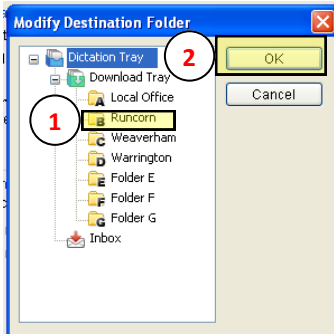 Modify Destination Folder
Dictation Tray
2
OK
Download Tray
A Local Office
Cancel
1
B Runcorn
C Weaverham
D Warrington
E Folder E
F Folder F
G Folder G
Inbox